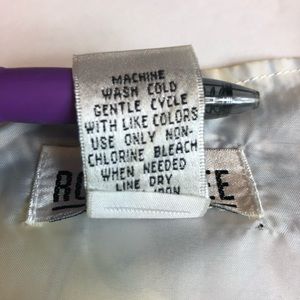 MACHINE
WASH COLD
GENTLE CYCLE
WITH LIKE COLORS
USE ONLY NON-
CHLORINE BLEACH
WHEN NEEDED
LINE DRY